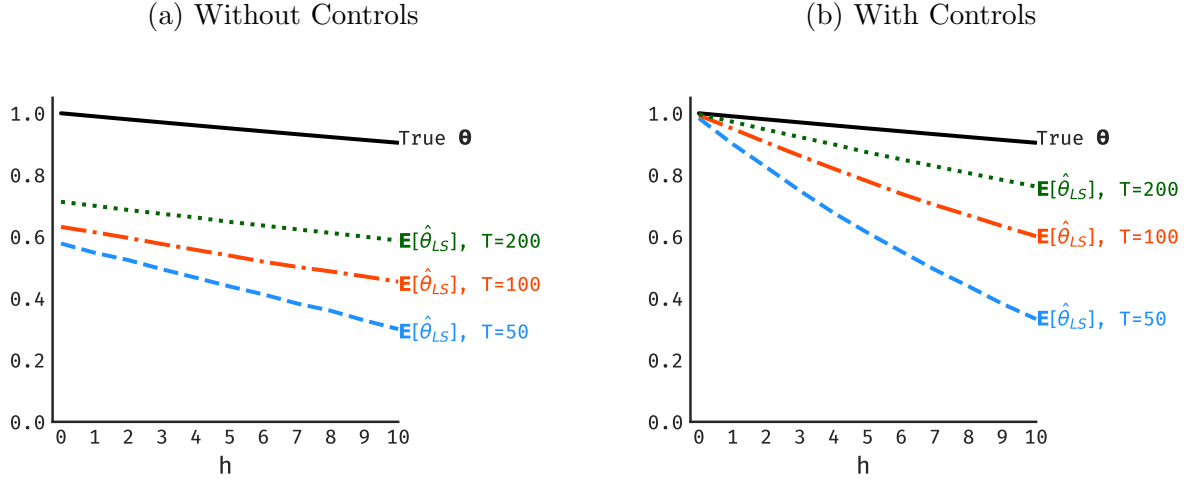 (a) Without Controls
1.0
0.8
0.6
0.4
0.2
0.0
0 1 2 3 4 5 6 7 8 9 10
h
True θ
E[θ̂_LS], T=200
E[θ̂_LS], T=100
E[θ̂_LS], T=50
(b) With Controls
1.0
0.8
0.6
0.4
0.2
0.0
0 1 2 3 4 5 6 7 8 9 10
h
True θ
E[θ̂_LS], T=200
E[θ̂_LS], T=100
E[θ̂_LS], T=50